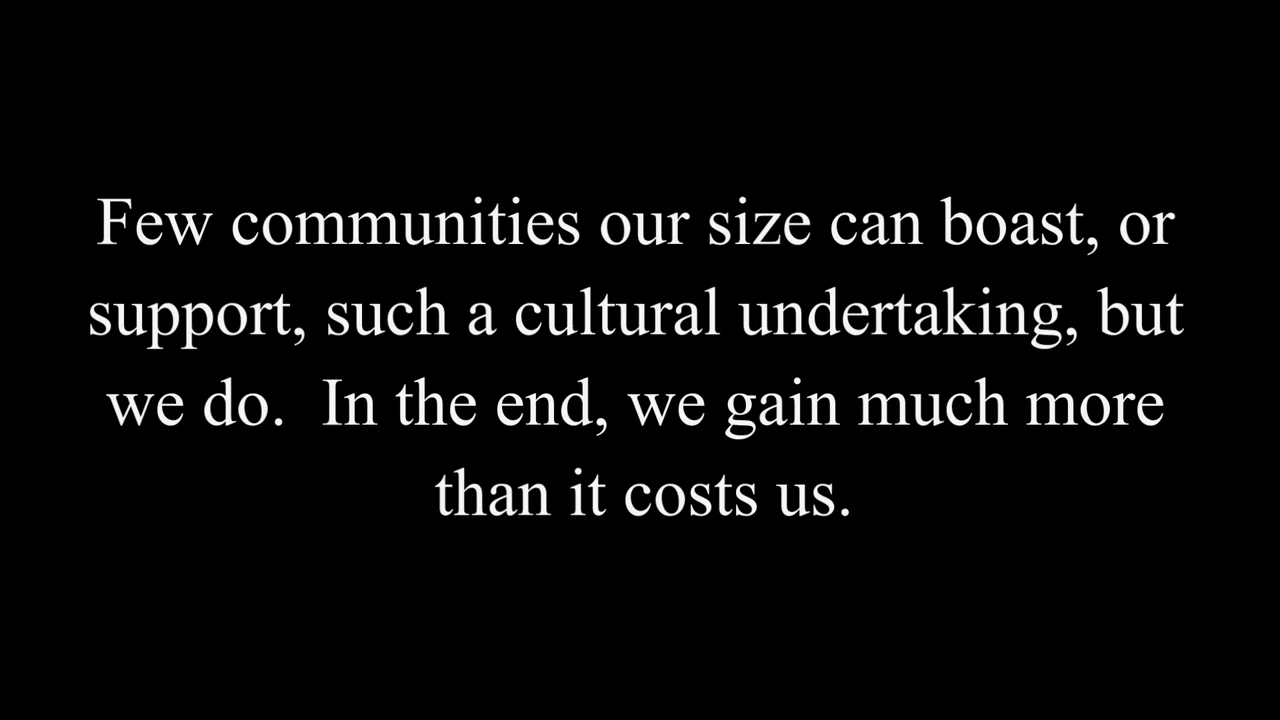 Few communities our size can boast, or
support, such a cultural undertaking, but
we do.  In the end, we gain much more
than it costs us.